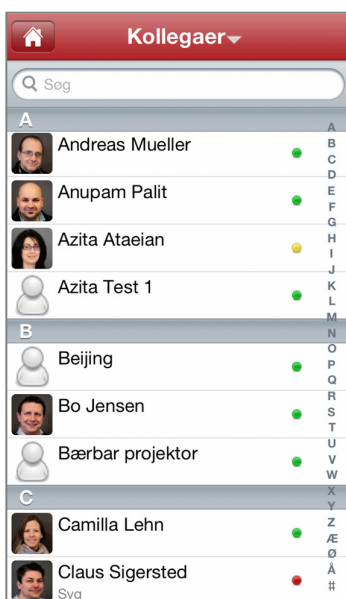 Kollegaer
Søg
A
Andreas Mueller
Anupam Palit
Azita Ataeian
Azita Test 1
B
Beijing
Bo Jensen
Bærbar projektor
C
Camilla Lehn
Claus Sigersted
Syg
A
B
C
D
E
F
G
H
I
J
K
L
M
N
O
P
Q
R
S
T
U
V
W
X
Y
Z
Æ
Ø
Å
#